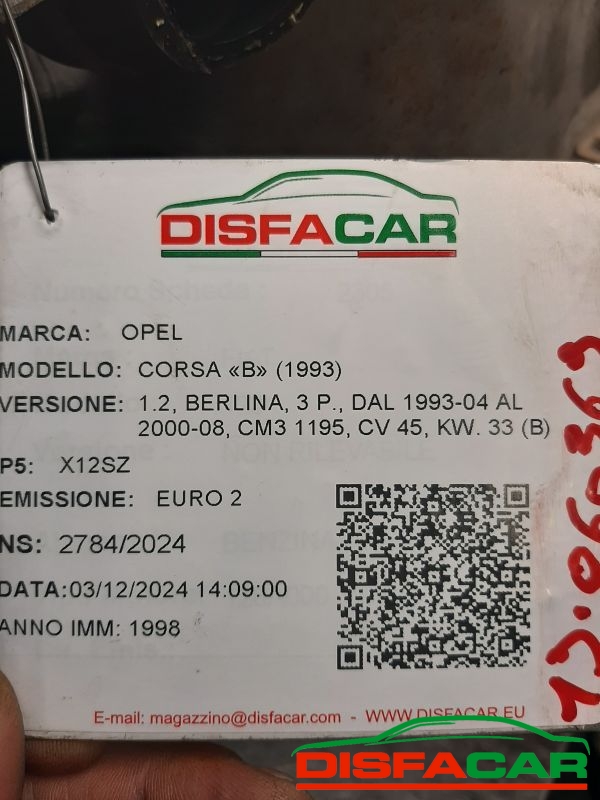 DISFACAR
MARCA: OPEL
MODELLO: CORSA «B» (1993)
VERSIONE: 1.2, BERLINA, 3 P., DAL 1993-04 AL
2000-08, CM3 1195, CV 45, KW. 33 (B)
P5: X12SZ
EMISSIONE: EURO 2
NS: 2784/2024
DATA:03/12/2024 14:09:00
ANNO IMM: 1998
E-mail: magazzino@disfacar.com - WWW.DISFACAR.EU
DISFACAR